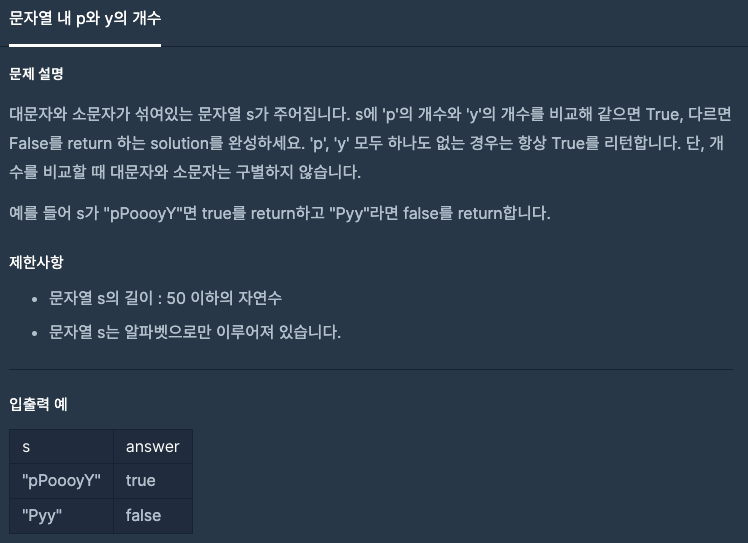 문자열 내 p와 y의 개수
문제 설명
대문자와 소문자가 섞여있는 문자열 s가 주어집니다. s에 'p'의 개수와 'y'의 개수를 비교해 같으면 True, 다르면
False를 return 하는 solution를 완성하세요. 'p', 'y' 모두 하나도 없는 경우는 항상 True를 리턴합니다. 단, 개
수를 비교할 때 대문자와 소문자는 구별하지 않습니다.
예를 들어 s가 "pPoooyY"면 true를 return하고 "Pyy"라면 false를 return합니다.
제한사항
• 문자열 s의 길이 : 50 이하의 자연수
• 문자열 s는 알파벳으로만 이루어져 있습니다.
입출력 예
s answer
"pPoooyY" true
"Pyy" false